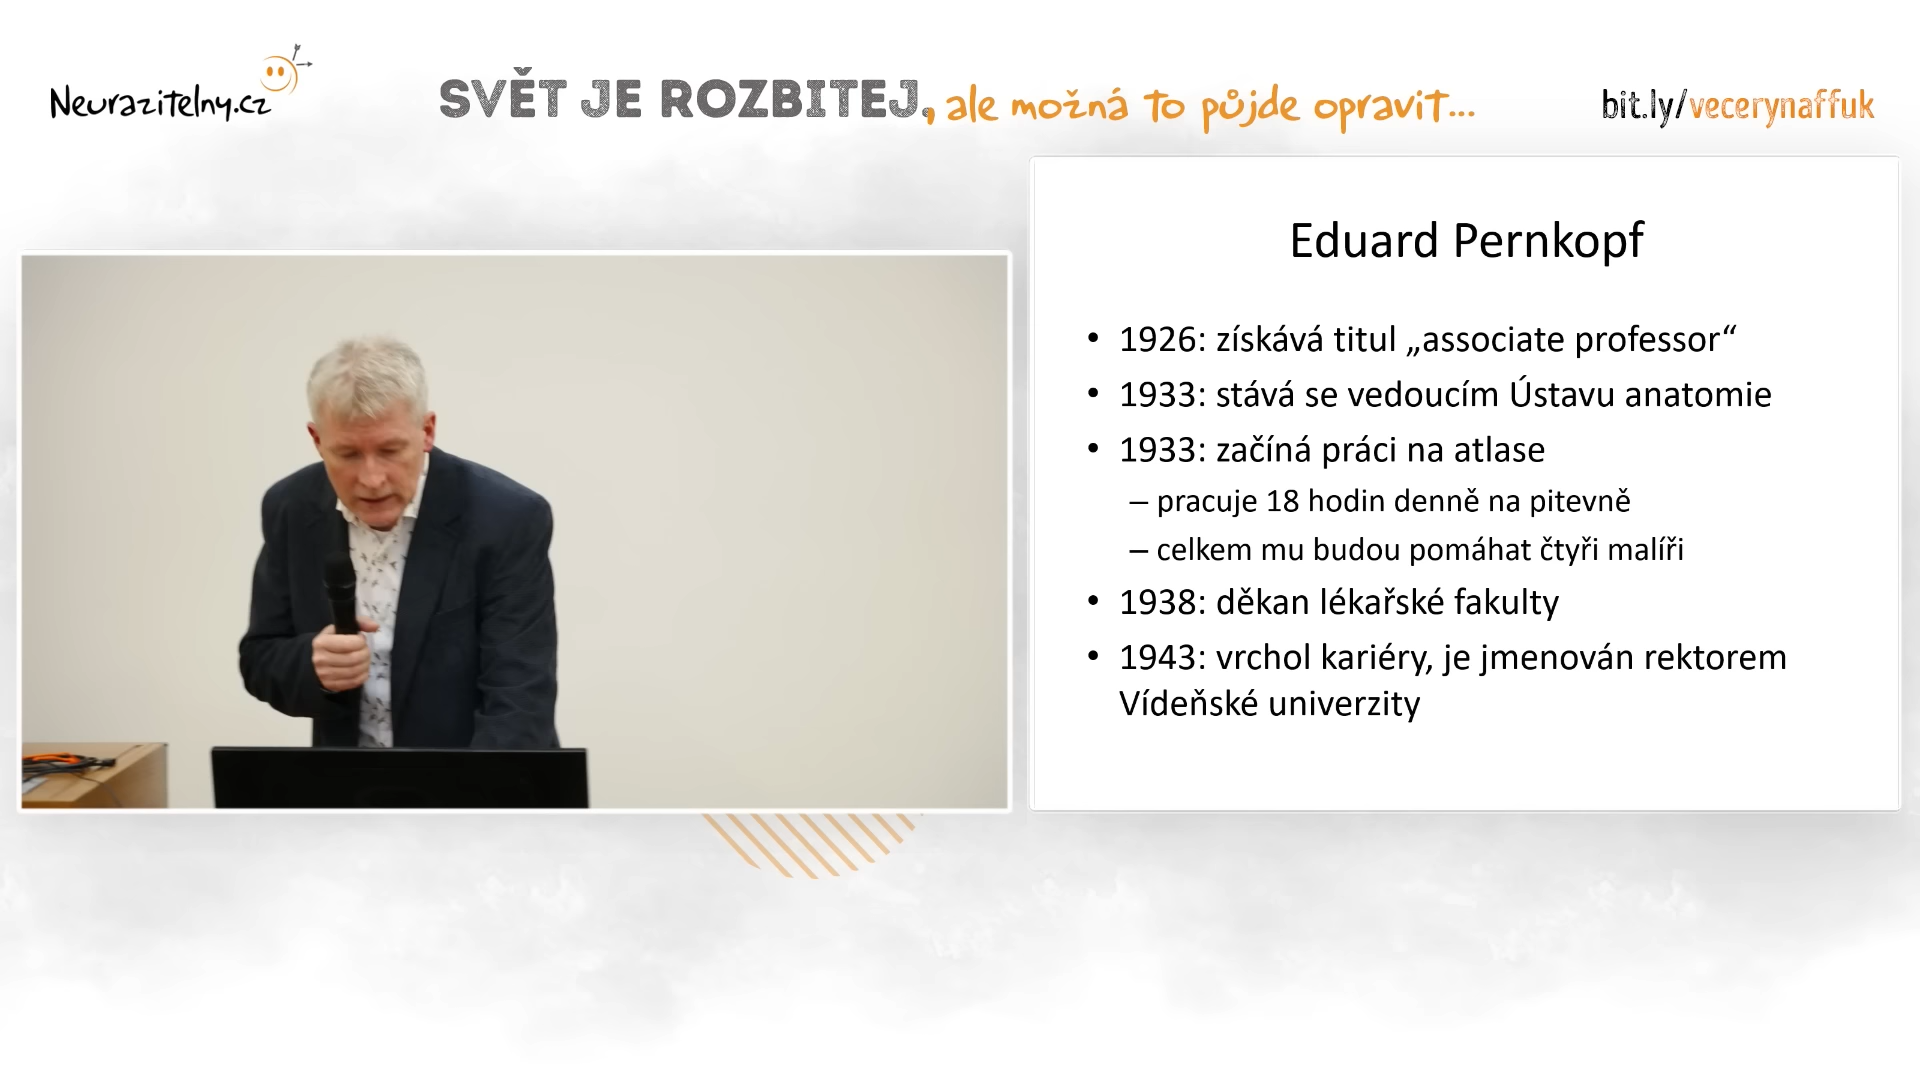 Neurazitelny.cz
SVĚT JE ROZBITEJ, ale možná to půjde opravit...
bit.ly/vecerynaffuk
Eduard Pernkopf
• 1926: získává titul „associate professor“
• 1933: stává se vedoucím Ústavu anatomie
• 1933: začíná práci na atlase
– pracuje 18 hodin denně na pitevně
– celkem mu budou pomáhat čtyři malíři
• 1938: děkan lékařské fakulty
• 1943: vrchol kariéry, je jmenován rektorem
Vídeňské univerzity